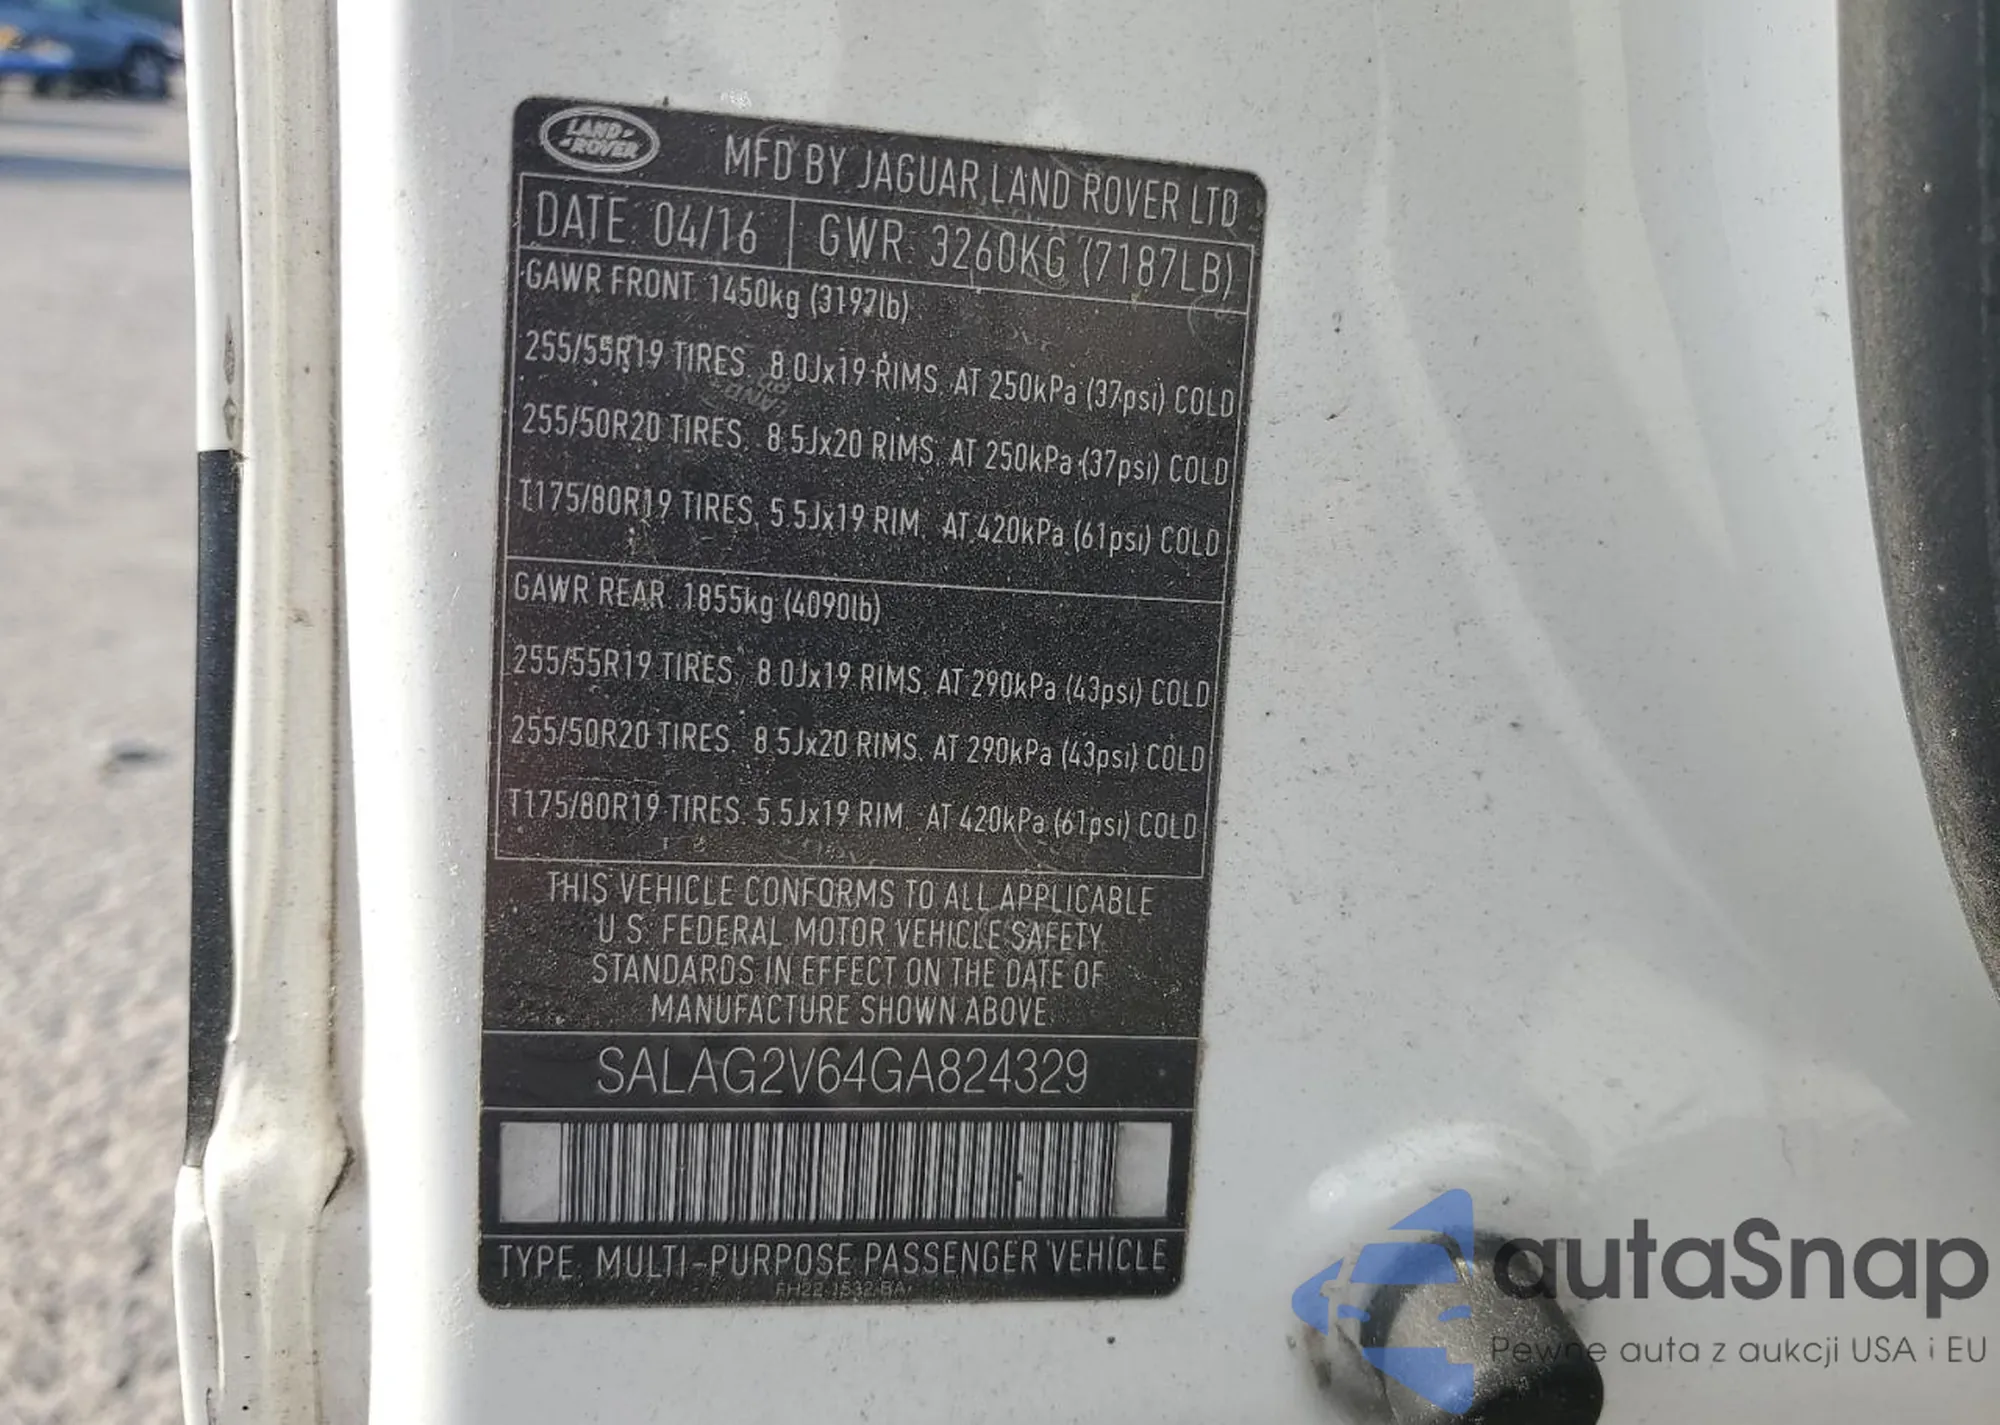 LAND ROVER
MFD BY JAGUAR LAND ROVER LTD
DATE: 04/16 GWR: 3260KG (7187LB)
GAWR FRONT: 1450kg (3197lb)
255/55R19 TIRES, 8.0Jx19 RIMS, AT 250kPa (37psi) COLD
255/50R20 TIRES, 8.5Jx20 RIMS, AT 250kPa (37psi) COLD
T175/80R19 TIRES, 5.5Jx19 RIM, AT 420kPa (61psi) COLD
GAWR REAR: 1855kg (4090lb)
255/55R19 TIRES, 8.0Jx19 RIMS, AT 290kPa (43psi) COLD
255/50R20 TIRES, 8.5Jx20 RIMS, AT 290kPa (43psi) COLD
T175/80R19 TIRES, 5.5Jx19 RIM, AT 420kPa (61psi) COLD
THIS VEHICLE CONFORMS TO ALL APPLICABLE
U.S. FEDERAL MOTOR VEHICLE SAFETY
STANDARDS IN EFFECT ON THE DATE OF
MANUFACTURE SHOWN ABOVE.
SALAG2V64GA824329
TYPE: MULTI-PURPOSE PASSENGER VEHICLE
FH22 1532 BA
autaSnap
Pewne auta z aukcji USA i EU